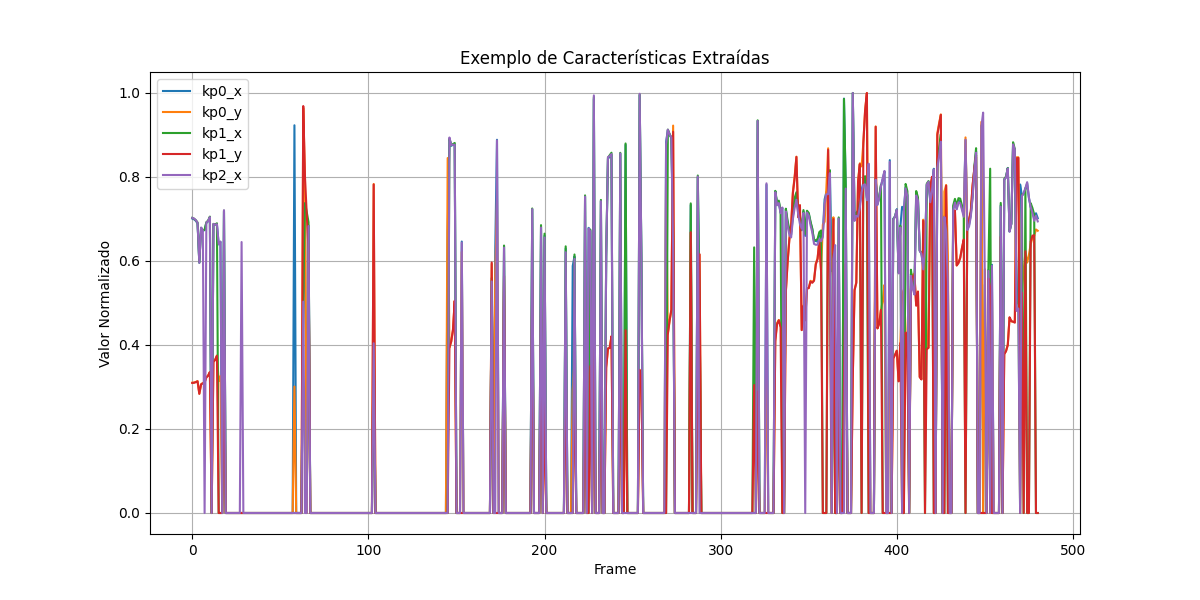 Exemplo de Características Extraídas
1.0
0.8
0.6
0.4
0.2
0.0
Valor Normalizado
kp0_x
kp0_y
kp1_x
kp1_y
kp2_x
0
100
200
300
400
500
Frame